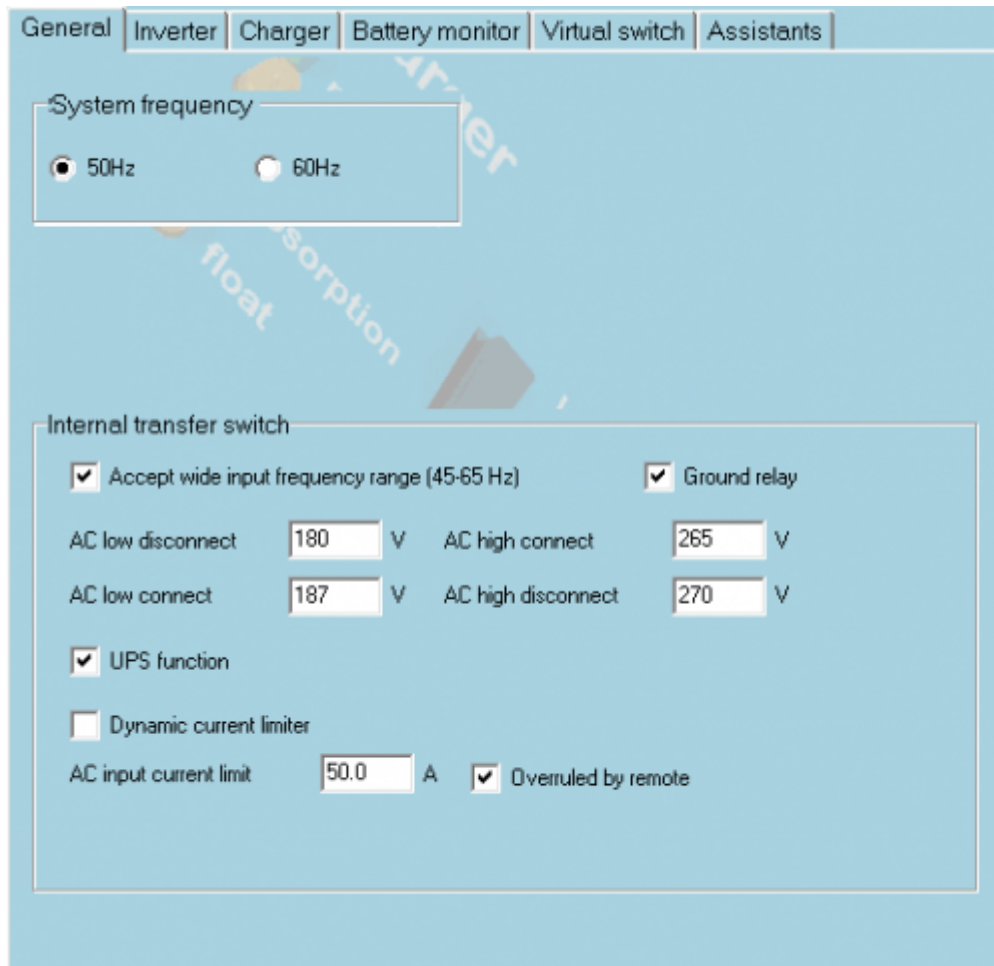 General Inverter Charger Battery monitor Virtual switch Assistants
System frequency
50Hz 60Hz
float
Internal transfer switch
Accept wide input frequency range (45-65 Hz) Ground relay
AC low disconnect 180 V AC high connect 265 V
AC low connect 187 V AC high disconnect 270 V
UPS function
Dynamic current limiter
AC input current limit 50.0 A Overruled by remote